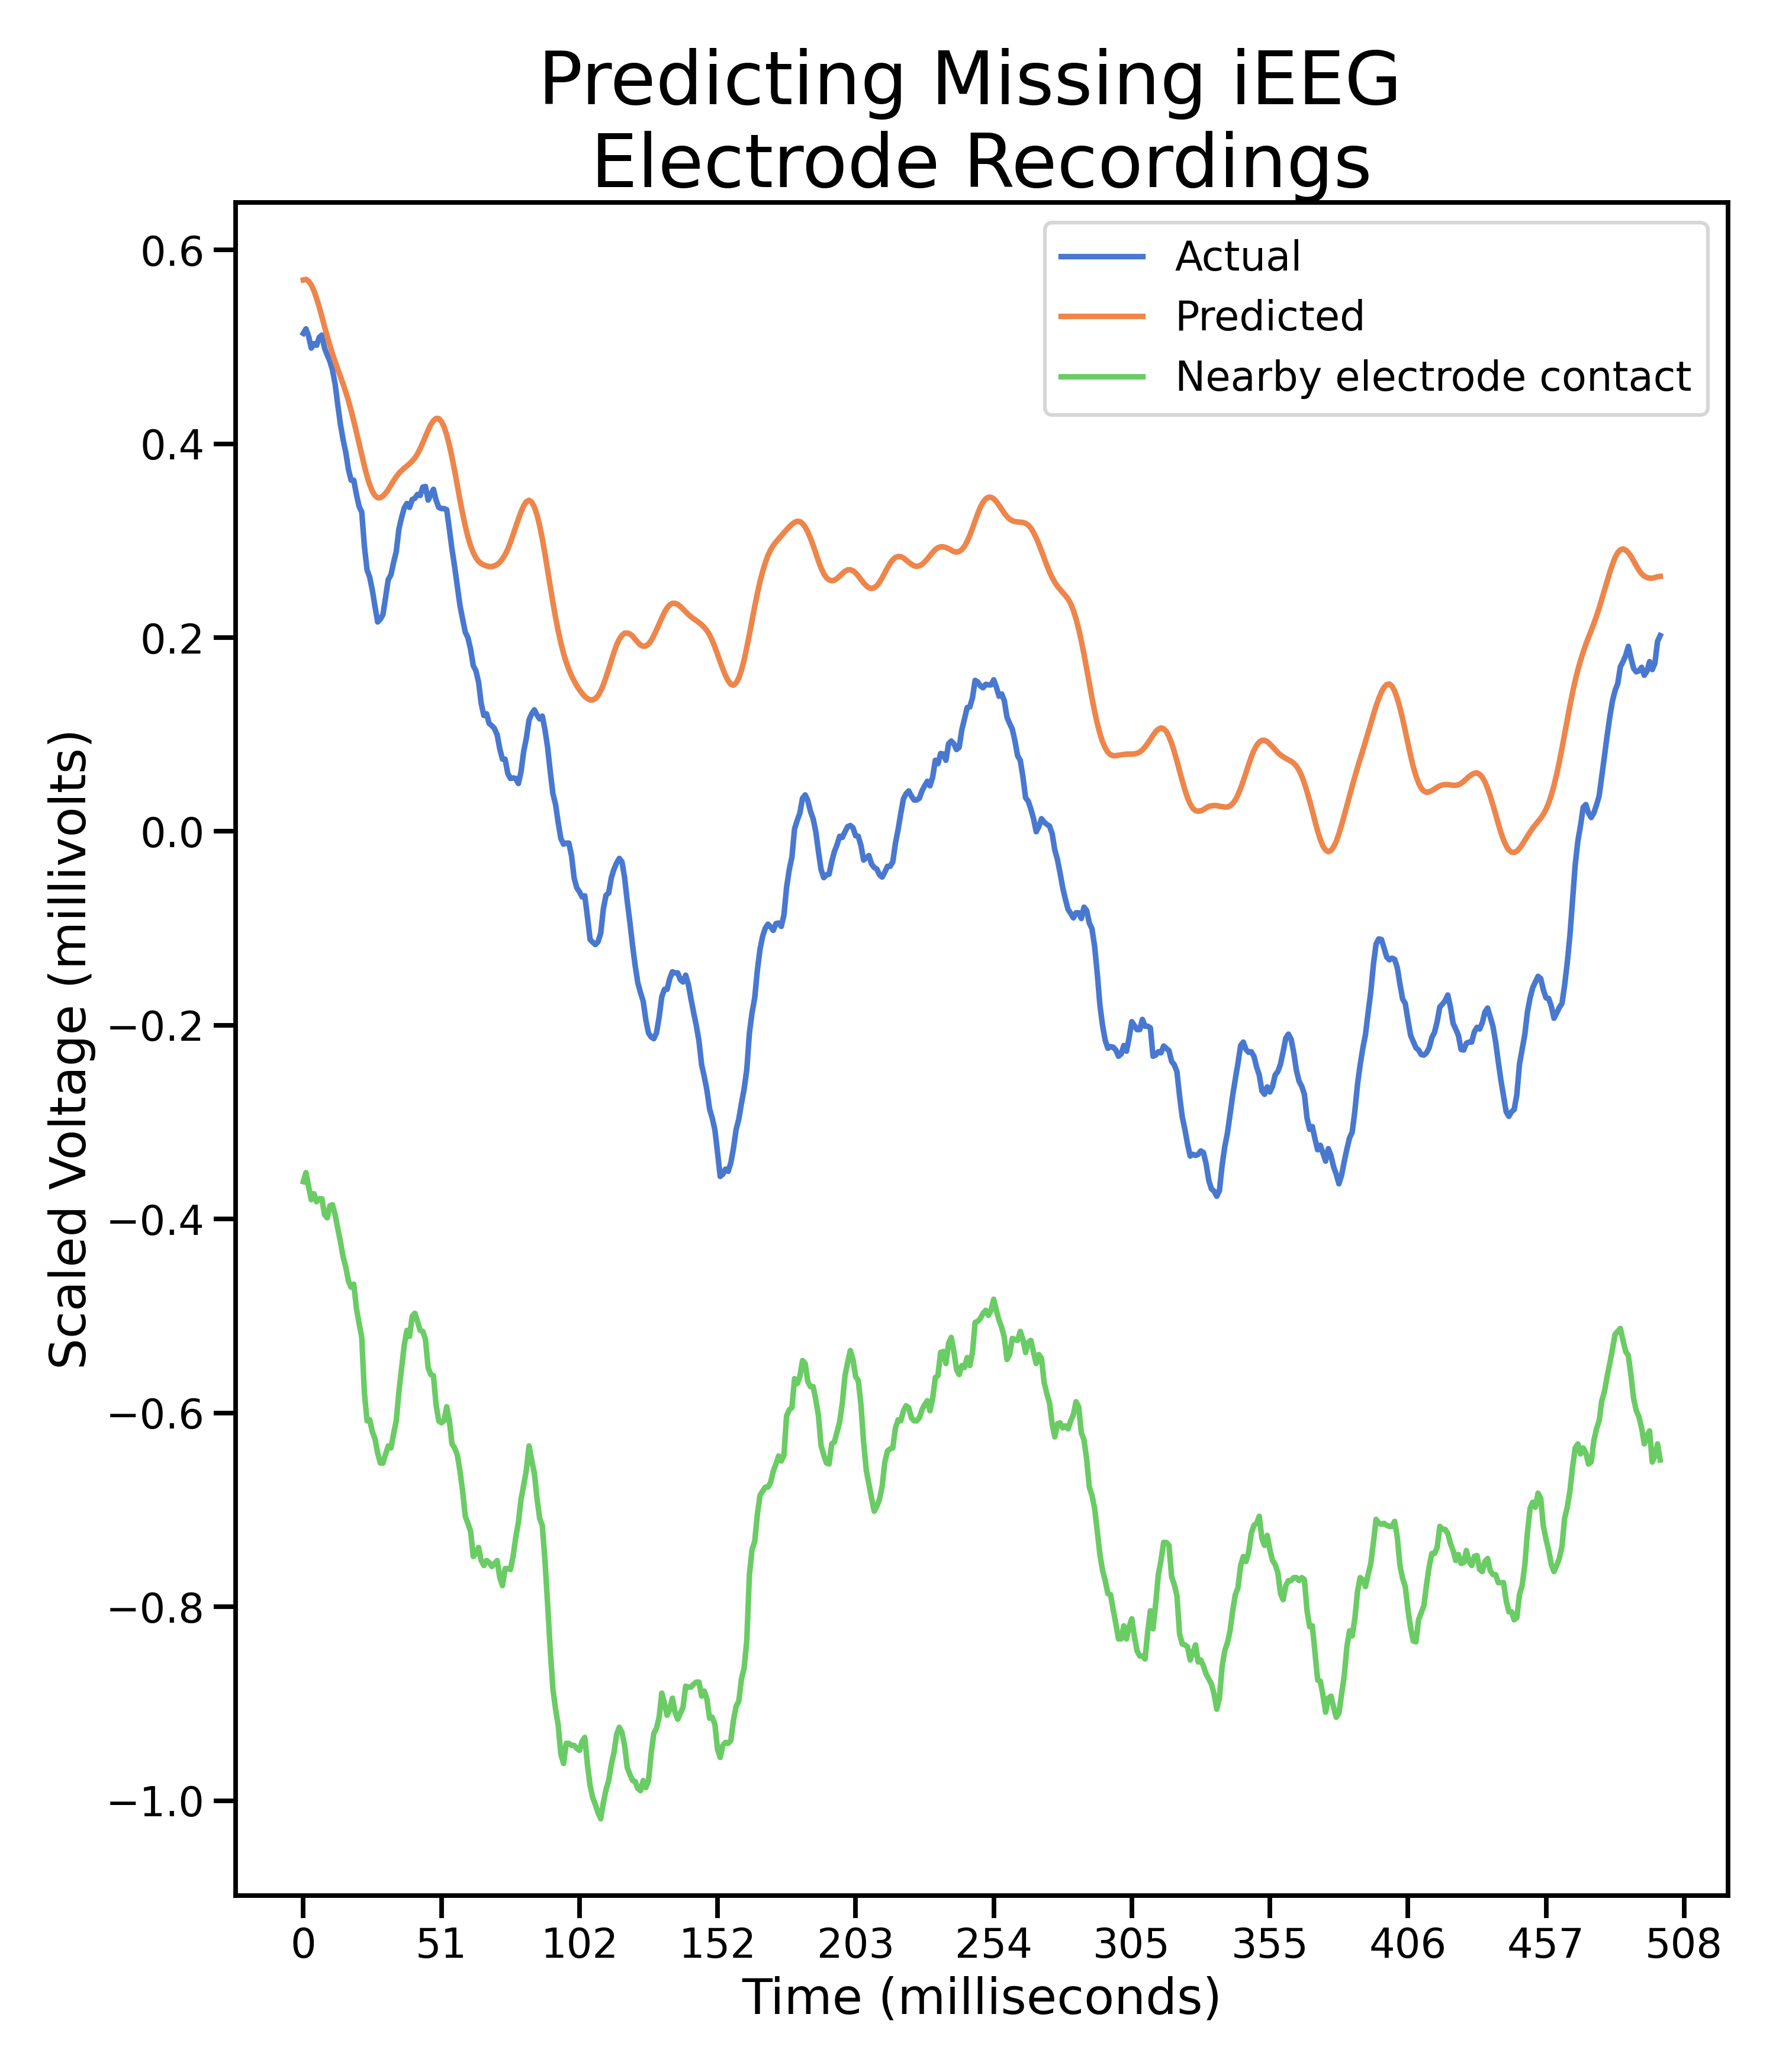 Predicting Missing iEEG
Electrode Recordings
Actual
Predicted
Nearby electrode contact
Scaled Voltage (millivolts)
0.6
0.4
0.2
0.0
−0.2
−0.4
−0.6
−0.8
−1.0
0 51 102 152 203 254 305 355 406 457 508
Time (milliseconds)